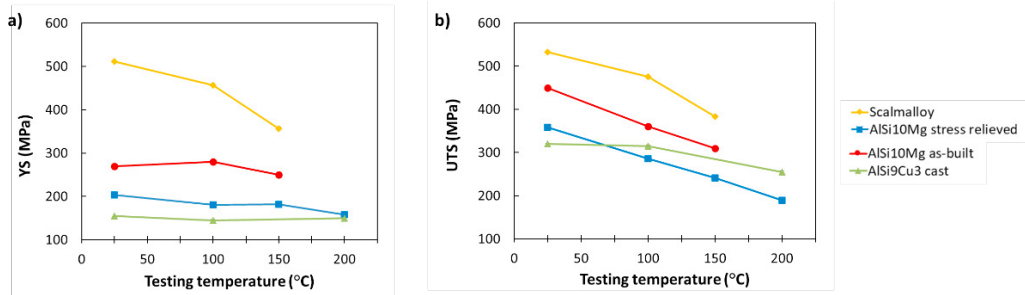 a)
600
500
400
300
200
100
0
50
100
150
200
YS (MPa)
Testing temperature (°C)
b)
600
500
400
300
200
100
0
50
100
150
200
UTS (MPa)
Testing temperature (°C)
Scalmalloy
AlSi10Mg stress relieved
AlSi10Mg as-built
AlSi9Cu3 cast